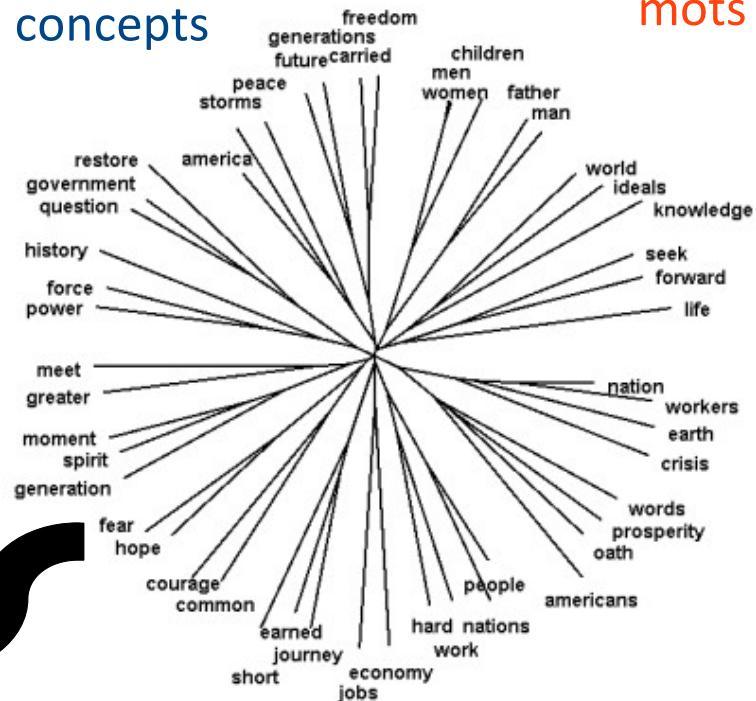 concepts
mots
freedom
generations
future carried
children
men
women
father
man
peace
storms
restore
america
government
question
history
force
power
world
ideals
knowledge
seek
forward
life
meet
greater
moment
spirit
generation
fear
hope
courage
common
earned
journey
short
jobs
economy
hard nations
work
people
nation
workers
earth
crisis
words
prosperity
oath
americans